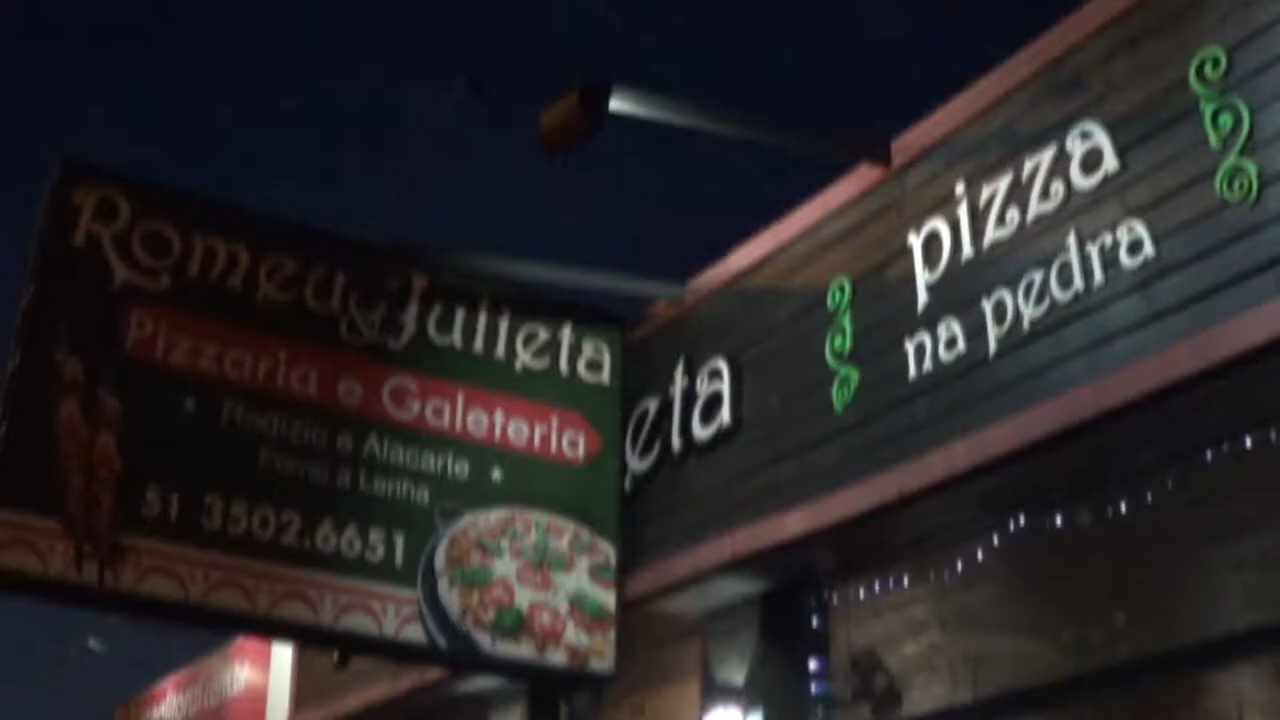 Romeu & Julieta
Pizzaria e Galeteria
Rodízio e Alacarte
Forno à Lenha
51 3502.6651
eta
pizza
na pedra